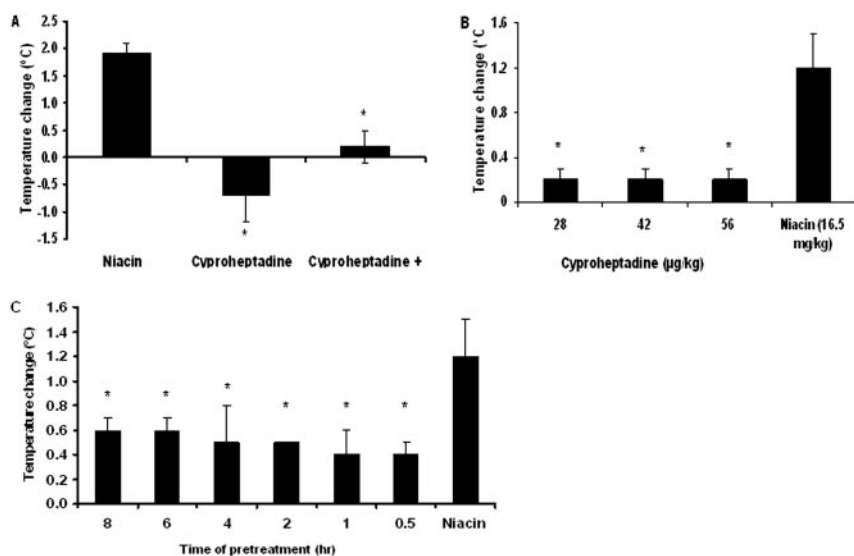 A
Temperature change (°C)
2.5
2.0
1.5
1.0
0.5
0.0
-0.5
-1.0
-1.5
*
*
Niacin Cyproheptadine Cyproheptadine +
B
Temperature change (°C
1.6
1.2
0.8
0.4
0
* * *
28 42 56 Niacin (16.5
mg/kg)
Cyproheptadine (µg/kg)
C
Temperature change (°C)
1.6
1.4
1.2
1.0
0.8
0.6
0.4
0.2
0.0
* * * * * *
8 6 4 2 1 0.5 Niacin
Time of pretreatment (hr)